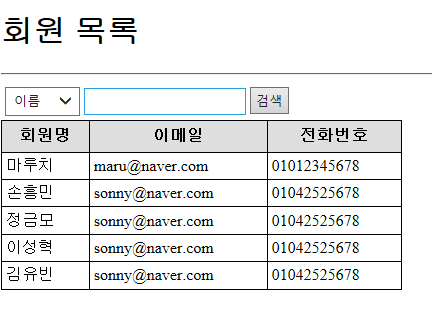 회원 목록
이름 검색
회원명 이메일 전화번호
마루치 maru@naver.com 01012345678
손흥민 sonny@naver.com 01042525678
정금모 sonny@naver.com 01042525678
이성혁 sonny@naver.com 01042525678
김유빈 sonny@naver.com 01042525678